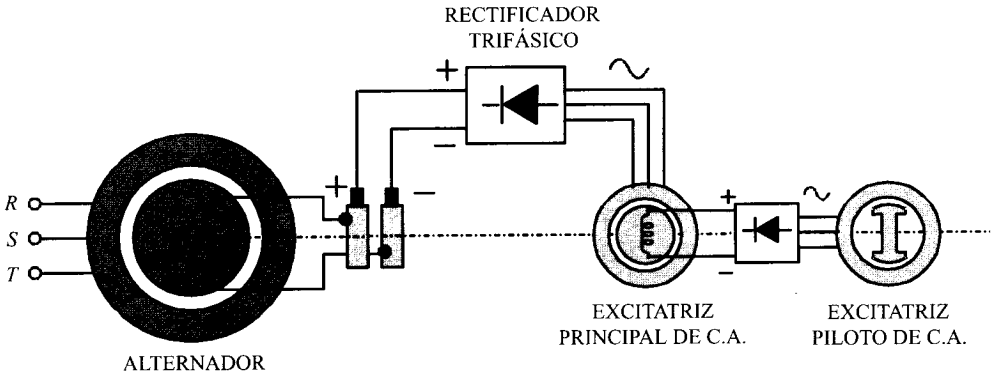 RECTIFICADOR
TRIFÁSICO
+
−
+
−
R
S
T
+
−
EXCITATRIZ
PRINCIPAL DE C.A.
EXCITATRIZ
PILOTO DE C.A.
ALTERNADOR